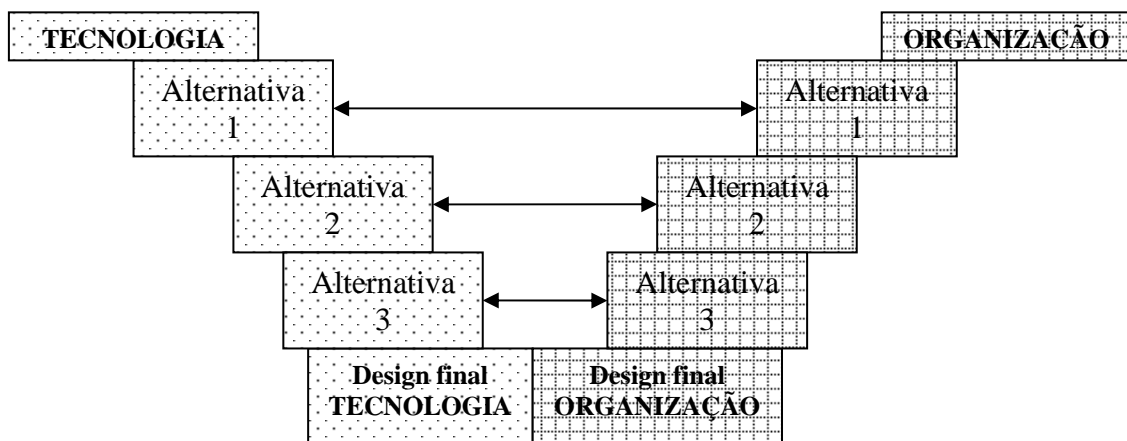 TECNOLOGIA
ORGANIZAÇÃO
Alternativa
1
Alternativa
1
Alternativa
2
Alternativa
2
Alternativa
3
Alternativa
3
Design final
TECNOLOGIA
Design final
ORGANIZAÇÃO